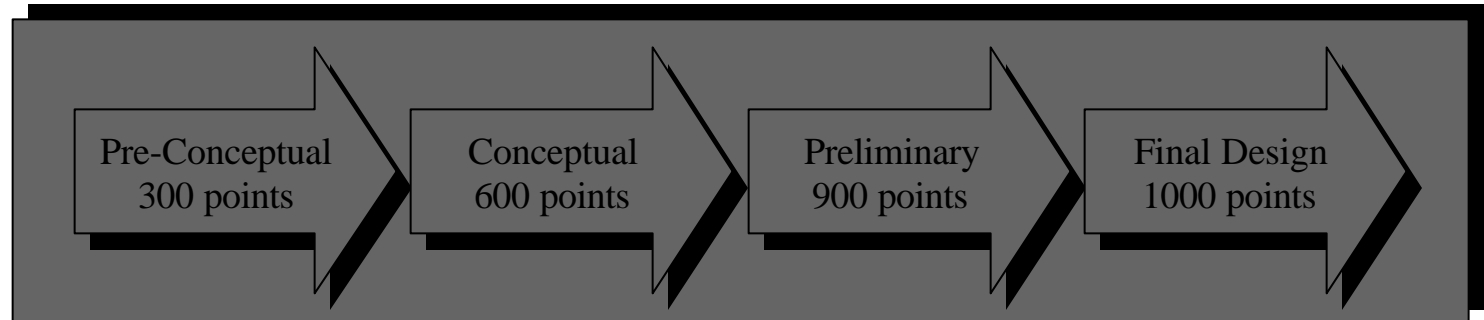 Pre-Conceptual
300 points
Conceptual
600 points
Preliminary
900 points
Final Design
1000 points